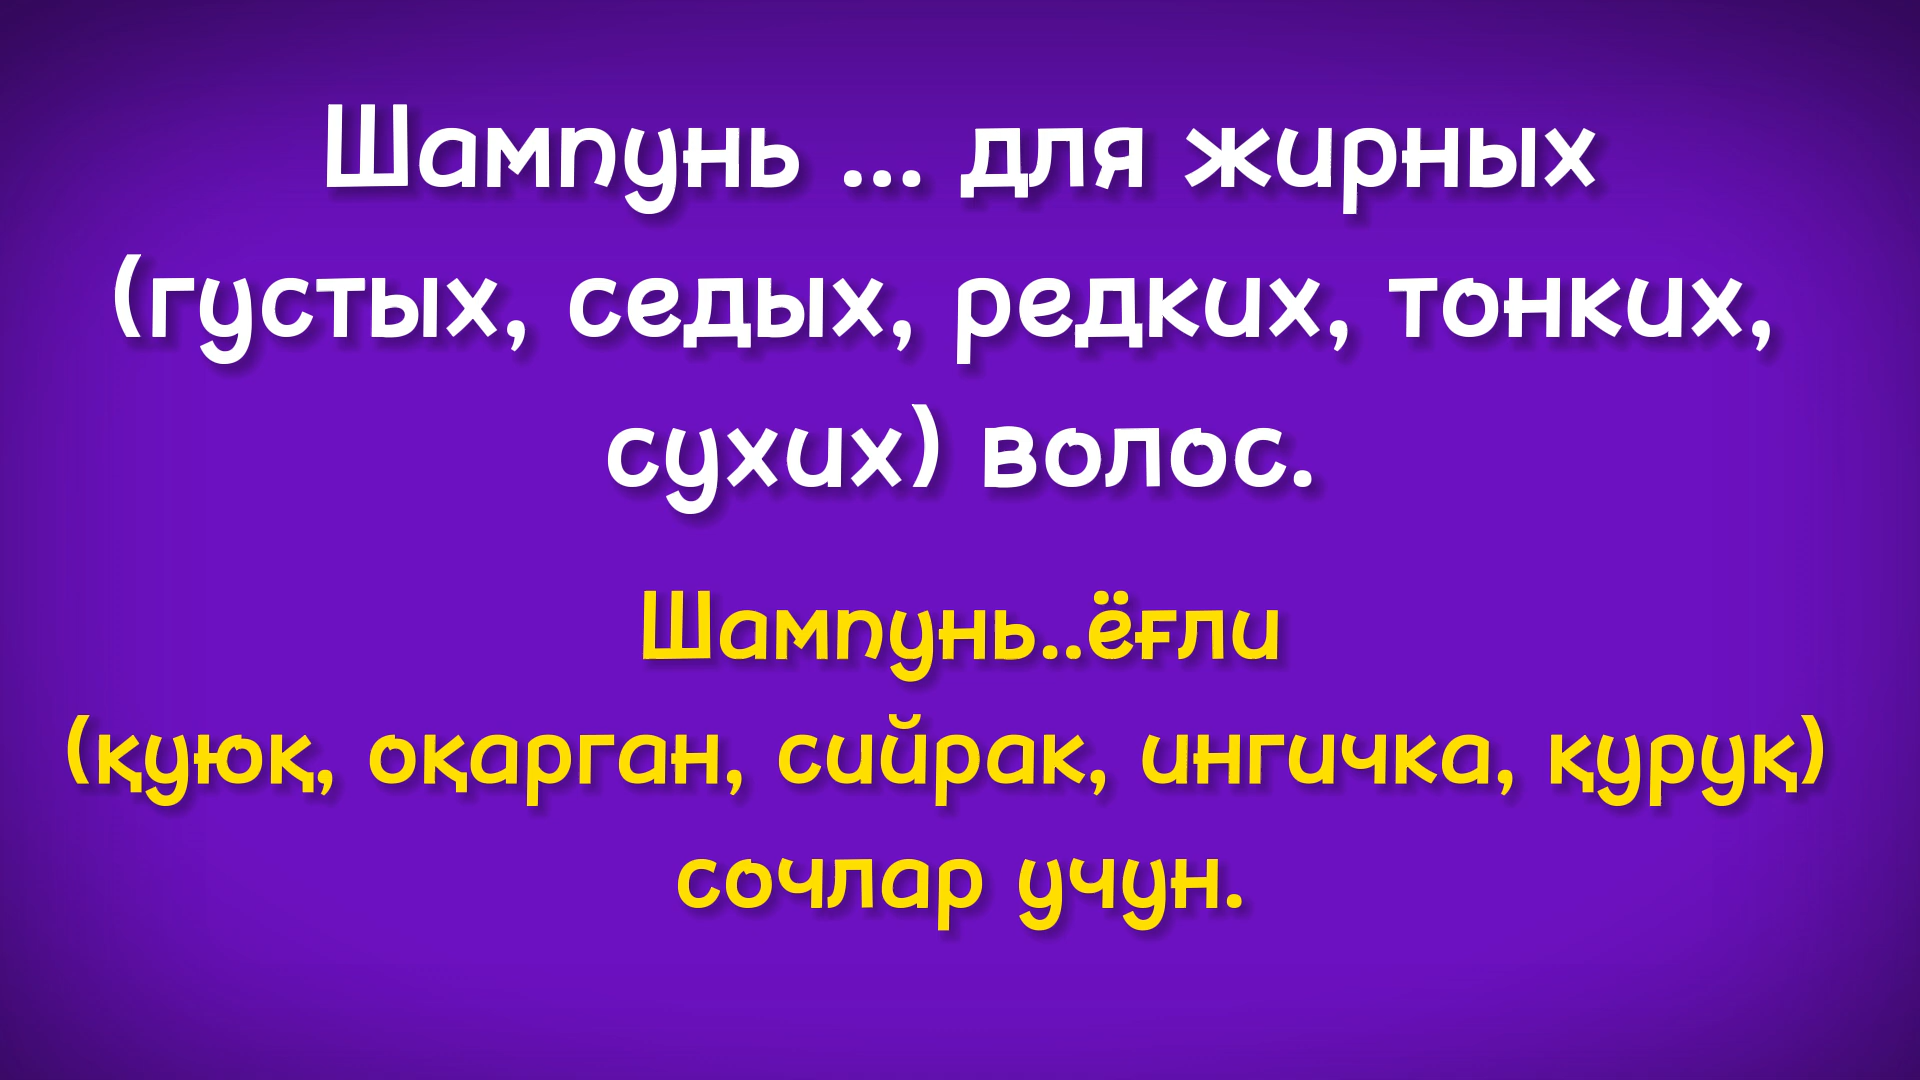 Шампунь ... для жирных
(густых, седых, редких, тонких,
сухих) волос.
Шампунь..ёғли
(қуюқ, оқарган, сийрак, ингичка, қуруқ)
сочлар учун.